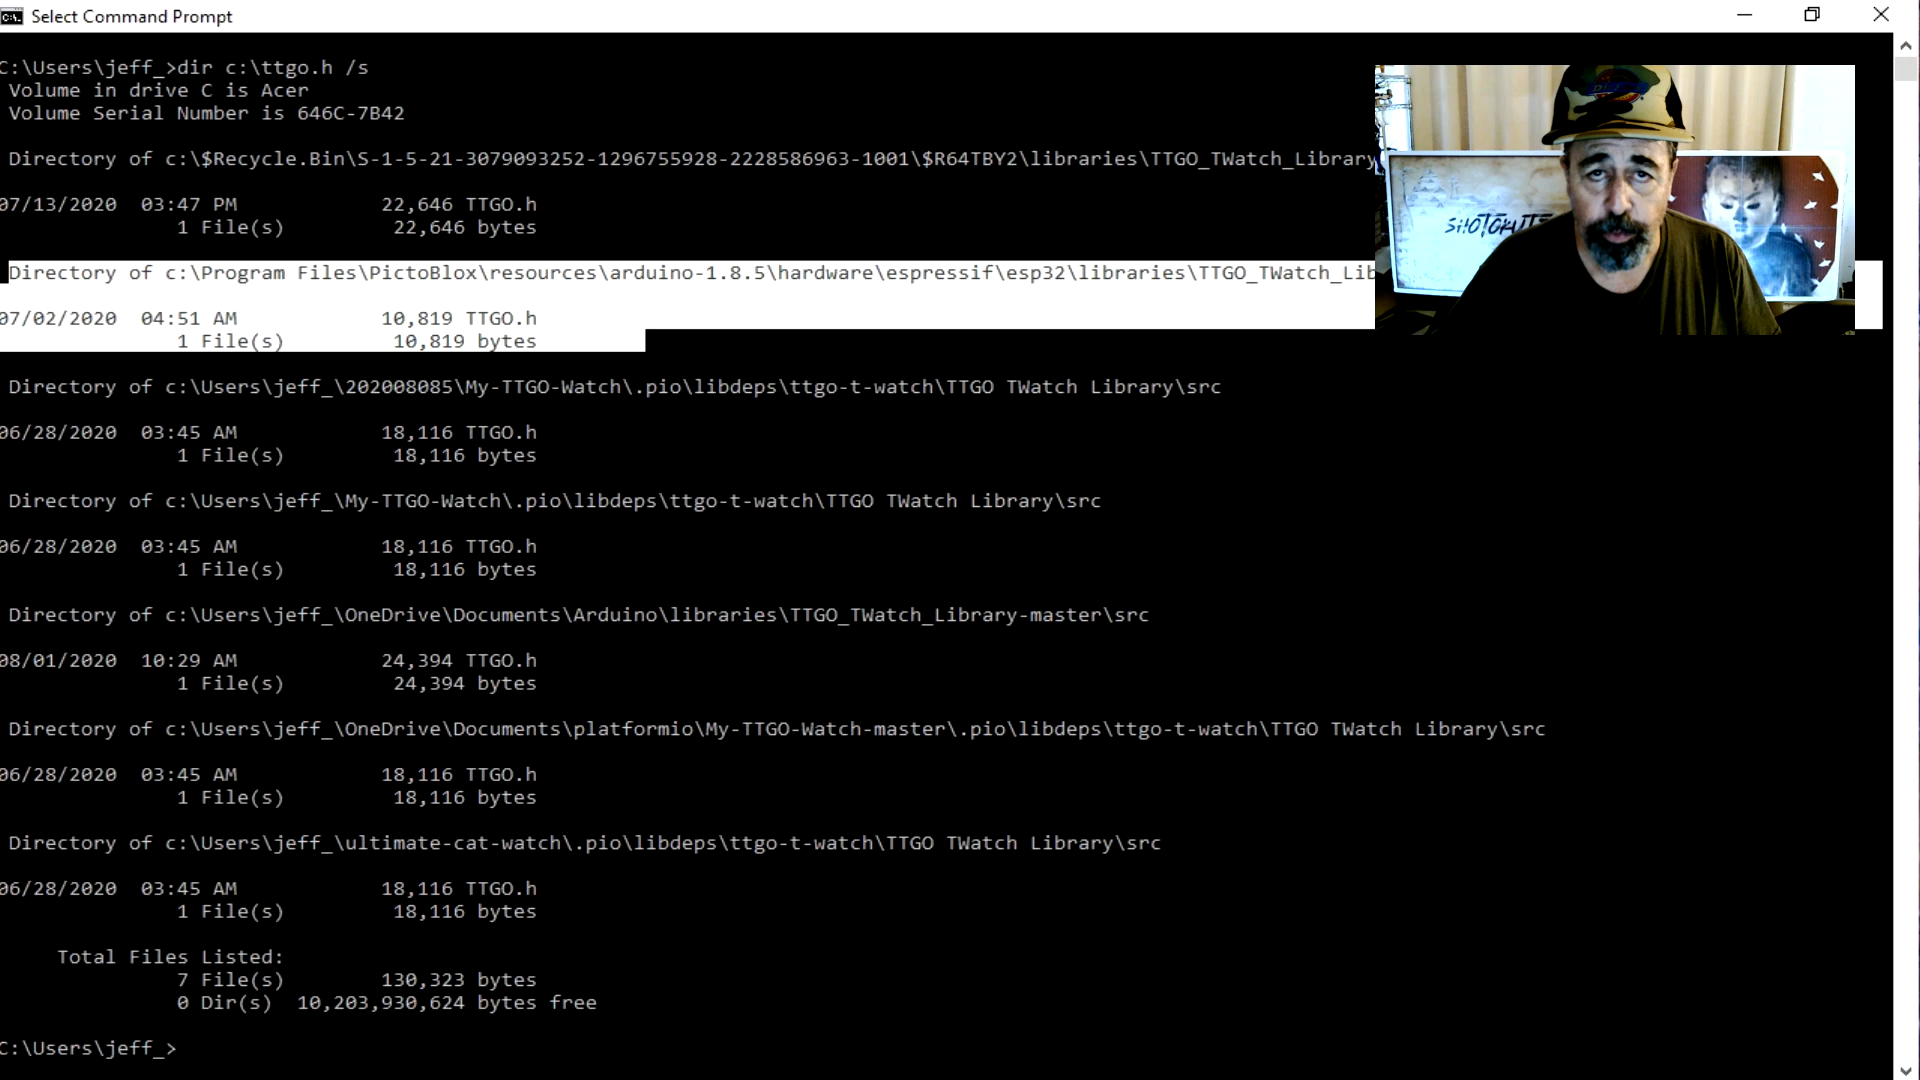 Select Command Prompt
C:\Users\jeff_>dir c:\ttgo.h /s
Volume in drive C is Acer
Volume Serial Number is 646C-7B42
Directory of c:\$Recycle.Bin\S-1-5-21-3079093252-1296755928-2228586963-1001\$R64TBY2\libraries\TTGO_TWatch_Library
07/13/2020 03:47 PM 22,646 TTGO.h
1 File(s) 22,646 bytes
Directory of c:\Program Files\PictoBlox\resources\arduino-1.8.5\hardware\espressif\esp32\libraries\TTGO_TWatch_Lib
07/02/2020 04:51 AM 10,819 TTGO.h
1 File(s) 10,819 bytes
Directory of c:\Users\jeff_\202008085\My-TTGO-Watch\.pio\libdeps\ttgo-t-watch\TTGO TWatch Library\src
06/28/2020 03:45 AM 18,116 TTGO.h
1 File(s) 18,116 bytes
Directory of c:\Users\jeff_\My-TTGO-Watch\.pio\libdeps\ttgo-t-watch\TTGO TWatch Library\src
06/28/2020 03:45 AM 18,116 TTGO.h
1 File(s) 18,116 bytes
Directory of c:\Users\jeff_\OneDrive\Documents\Arduino\libraries\TTGO_TWatch_Library-master\src
08/01/2020 10:29 AM 24,394 TTGO.h
1 File(s) 24,394 bytes
Directory of c:\Users\jeff_\OneDrive\Documents\platformio\My-TTGO-Watch-master\.pio\libdeps\ttgo-t-watch\TTGO TWatch Library\src
06/28/2020 03:45 AM 18,116 TTGO.h
1 File(s) 18,116 bytes
Directory of c:\Users\jeff_\ultimate-cat-watch\.pio\libdeps\ttgo-t-watch\TTGO TWatch Library\src
06/28/2020 03:45 AM 18,116 TTGO.h
1 File(s) 18,116 bytes
Total Files Listed:
7 File(s) 130,323 bytes
0 Dir(s) 10,203,930,624 bytes free
C:\Users\jeff_>